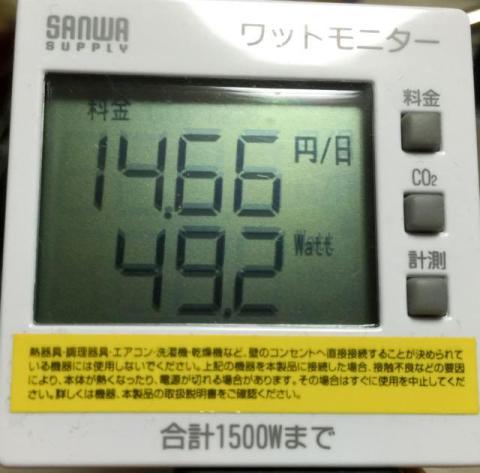 SANWA
SUPPLY
ワットモニター
料金
14.66 円/日
49.2 Watt
料金
CO₂
計測
熱器具・調理器具・エアコン・洗濯機・乾燥機など、壁のコンセントへ直接接続することが決められて
いる機器には使用しないでください。上記の機器を本製品に接続した場合、接触不良などの要因
により、本体が熱くなったり、電源が切れる場合があります。その場合はすぐに使用を中止してくだ
さい。詳しくは機器、本製品の取扱説明書をご確認ください。
合計1500Wまで